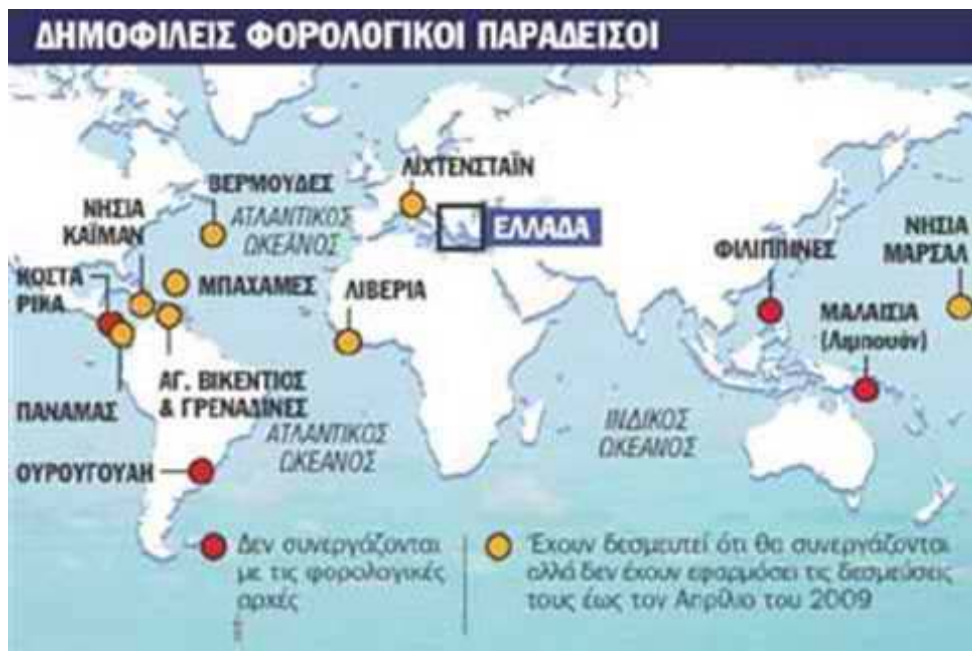 ΔΗΜΟΦΙΛΕΙΣ ΦΟΡΟΛΟΓΙΚΟΙ ΠΑΡΑΔΕΙΣΟΙ
ΛΙΧΤΕΝΣΤΑΪΝ
ΒΕΡΜΟΥΔΕΣ
ΝΗΣΙΑ
ΚΑΪΜΑΝ
ΑΤΛΑΝΤΙΚΟΣ
ΩΚΕΑΝΟΣ
ΕΛΛΑΔΑ
ΦΙΛΙΠΠΙΝΕΣ
ΝΗΣΙΑ
ΜΑΡΣΑΛ
ΚΟΣΤΑ
ΡΙΚΑ
ΜΠΑΧΑΜΕΣ
ΛΙΒΕΡΙΑ
ΜΑΛΑΙΣΙΑ
(Λιμπουάν)
ΠΑΝΑΜΑΣ
ΑΓ. ΒΙΚΕΝΤΙΟΣ
& ΓΡΕΝΑΔΙΝΕΣ
ΑΤΛΑΝΤΙΚΟΣ
ΩΚΕΑΝΟΣ
ΙΝΔΙΚΟΣ
ΩΚΕΑΝΟΣ
ΟΥΡΟΥΓΟΥΑΗ
Δεν συνεργάζονται
με τις φορολογικές
αρχές
Έχουν δεσμευτεί ότι θα συνεργάζονται
αλλά δεν έχουν εφαρμόσει τις δεσμεύσεις
τους έως τον Απρίλιο του 2009